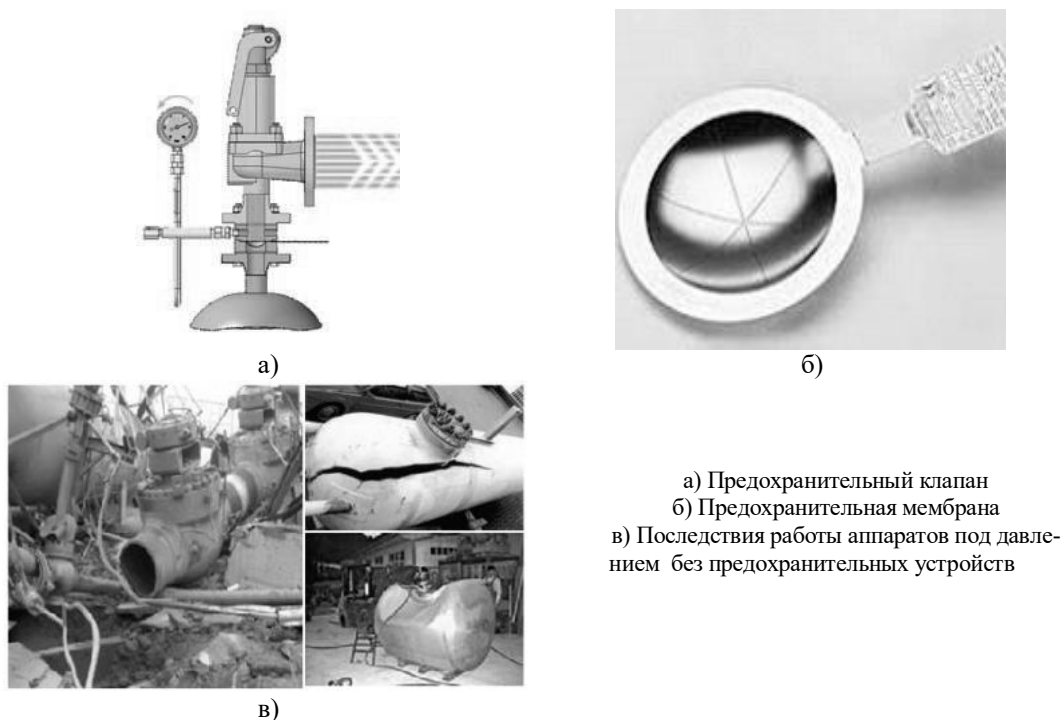 а)
б)
в)
а) Предохранительный клапан
б) Предохранительная мембрана
в) Последствия работы аппаратов под давле-
нием без предохранительных устройств